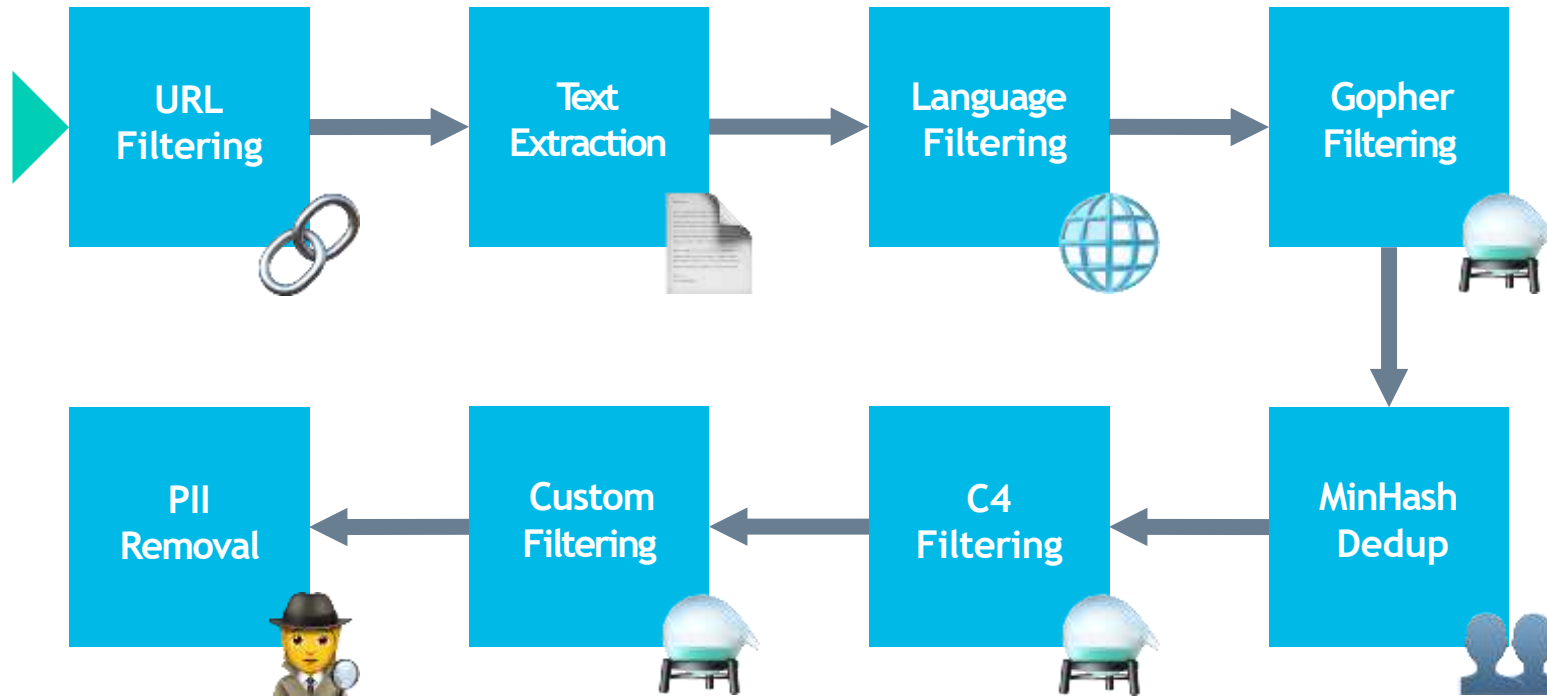 URL
Filtering
Text
Extraction
Language
Filtering
Gopher
Filtering
PII
Removal
Custom
Filtering
C4
Filtering
MinHash
Dedup